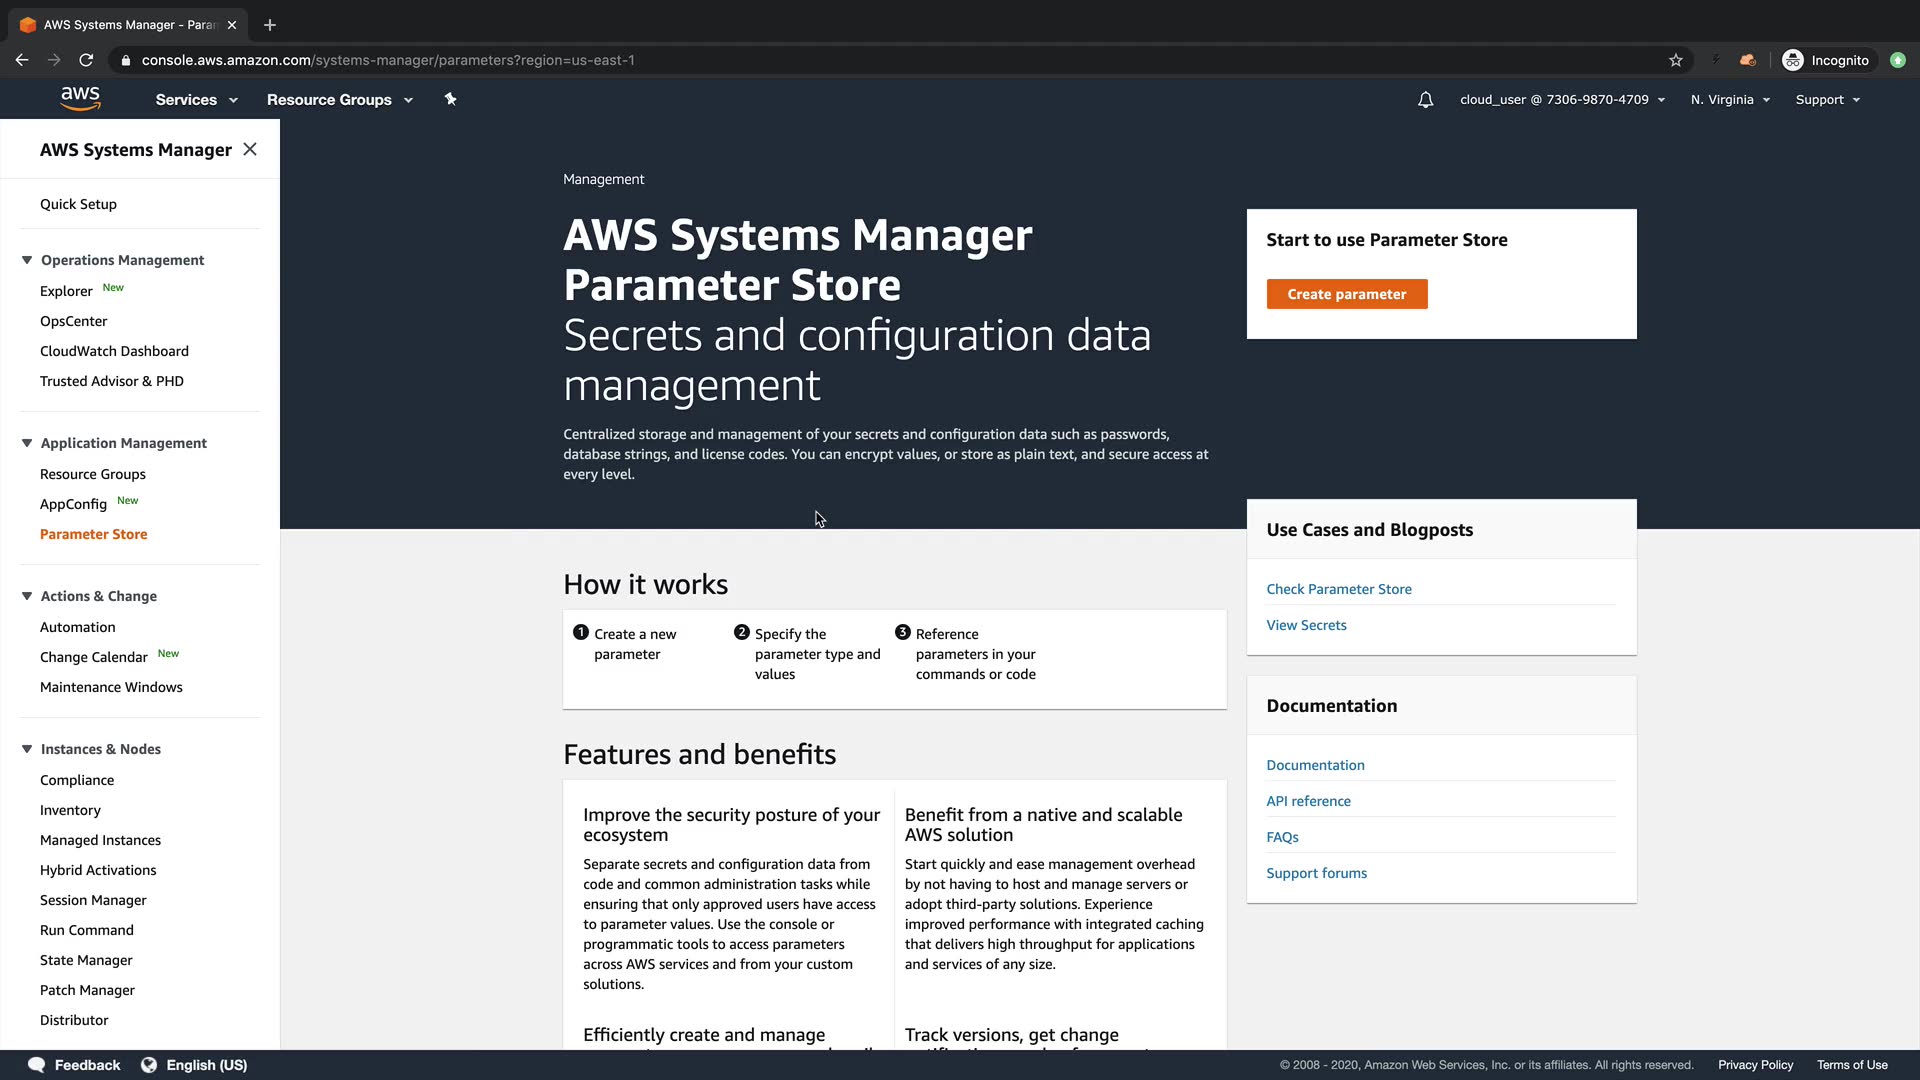 AWS Systems Manager - Para
console.aws.amazon.com/systems-manager/parameters?region=us-east-1
Incognito
aws
Services
Resource Groups
cloud_user @ 7306-9870-4709
N. Virginia
Support
AWS Systems Manager
Quick Setup
Operations Management
Explorer New
OpsCenter
CloudWatch Dashboard
Trusted Advisor & PHD
Application Management
Resource Groups
AppConfig New
Parameter Store
Actions & Change
Automation
Change Calendar New
Maintenance Windows
Instances & Nodes
Compliance
Inventory
Managed Instances
Hybrid Activations
Session Manager
Run Command
State Manager
Patch Manager
Distributor
Management
AWS Systems Manager
Parameter Store
Secrets and configuration data
management
Centralized storage and management of your secrets and configuration data such as passwords,
database strings, and license codes. You can encrypt values, or store as plain text, and secure access at
every level.
Start to use Parameter Store
Create parameter
How it works
1 Create a new
parameter
2 Specify the
parameter type and
values
3 Reference
parameters in your
commands or code
Features and benefits
Improve the security posture of your
ecosystem
Separate secrets and configuration data from
code and common administration tasks while
ensuring that only approved users have access
to parameter values. Use the console or
programmatic tools to access parameters
across AWS services and from your custom
solutions.
Benefit from a native and scalable
AWS solution
Start quickly and ease management overhead
by not having to host and manage servers or
adopt third-party solutions. Experience
improved performance with integrated caching
that delivers high throughput for applications
and services of any size.
Efficiently create and manage
Track versions, get change
Use Cases and Blogposts
Check Parameter Store
View Secrets
Documentation
Documentation
API reference
FAQs
Support forums
Feedback
English (US)
© 2008 - 2020, Amazon Web Services, Inc. or its affiliates. All rights reserved.
Privacy Policy
Terms of Use